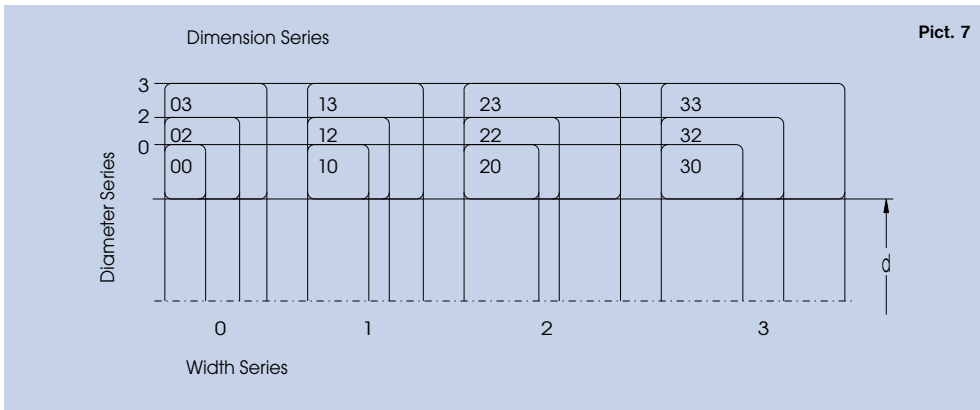 Dimension Series
Pict. 7
3
03 13 23 33
2
02 12 22 32
0
00 10 20 30
Diameter Series
d
0 1 2 3
Width Series